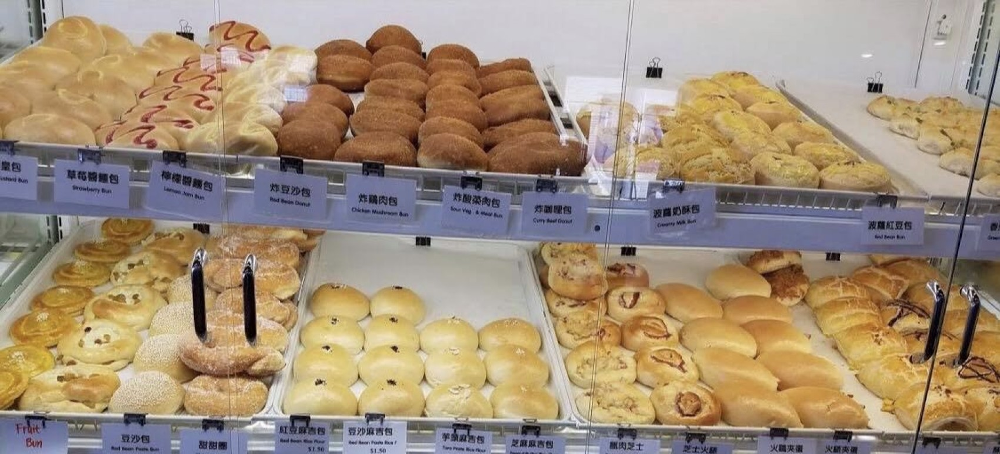 皇包
ustard Bun
草莓醬麵包
Strawberry Bun
檸檬醬麵包
Lemon Jam Bun
炸豆沙包
Red Bean Donut
炸雞肉包
Chicken Mushroom Bun
炸酸菜肉包
Sour Veg. & Meat Bun
炸咖哩包
Curry Beef Donut
波蘿奶酥包
Creamy Milk Bun
波蘿紅豆包
Red Bean Bun
Fruit
Bun
豆沙包
Red Bean Paste Bun
甜甜圈
紅豆麻吉包
Red Bean Rice Flour
$1.50
豆沙麻吉包
Red Bean Paste Rice F
$1.50
芋頭麻吉包
Taro Paste Rice Flour
芝麻麻吉包
臘肉芝士
芝士火腿
火鷄夾蛋
火腿夾蛋